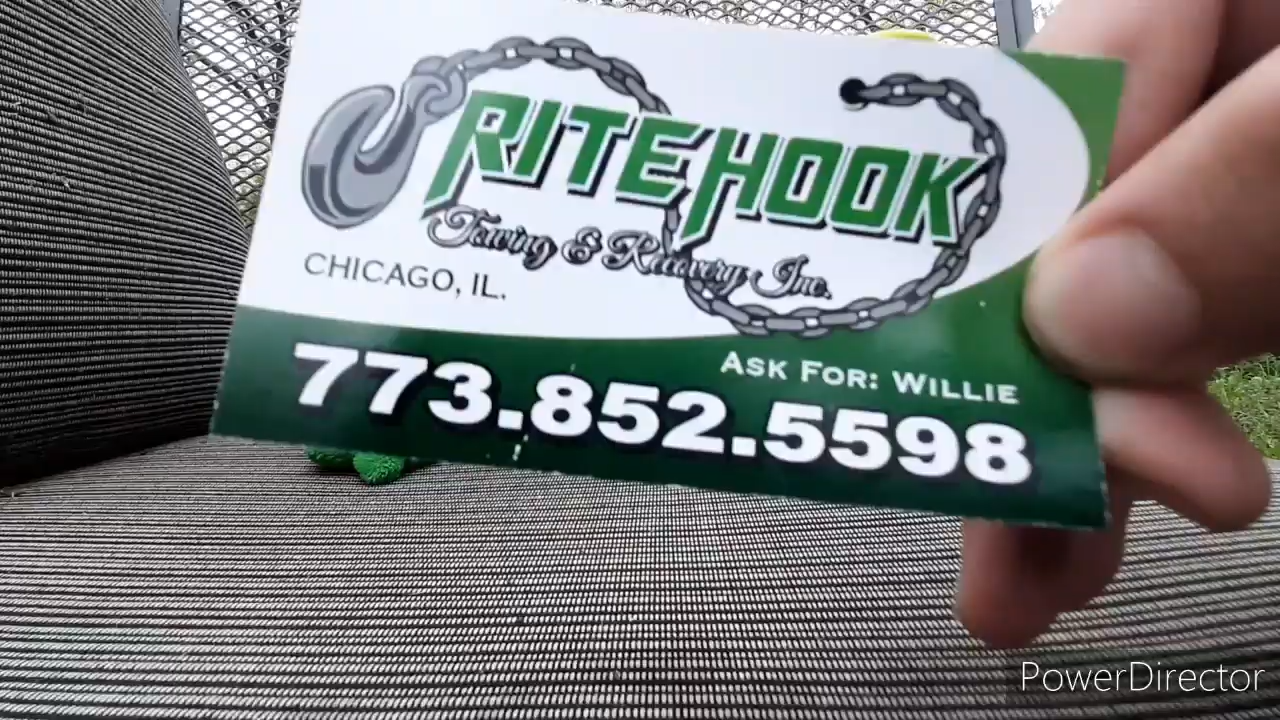 RITEHOOK
Towing & Recovery Inc.
CHICAGO, IL.
ASK FOR: WILLIE
773.852.5598
PowerDirector